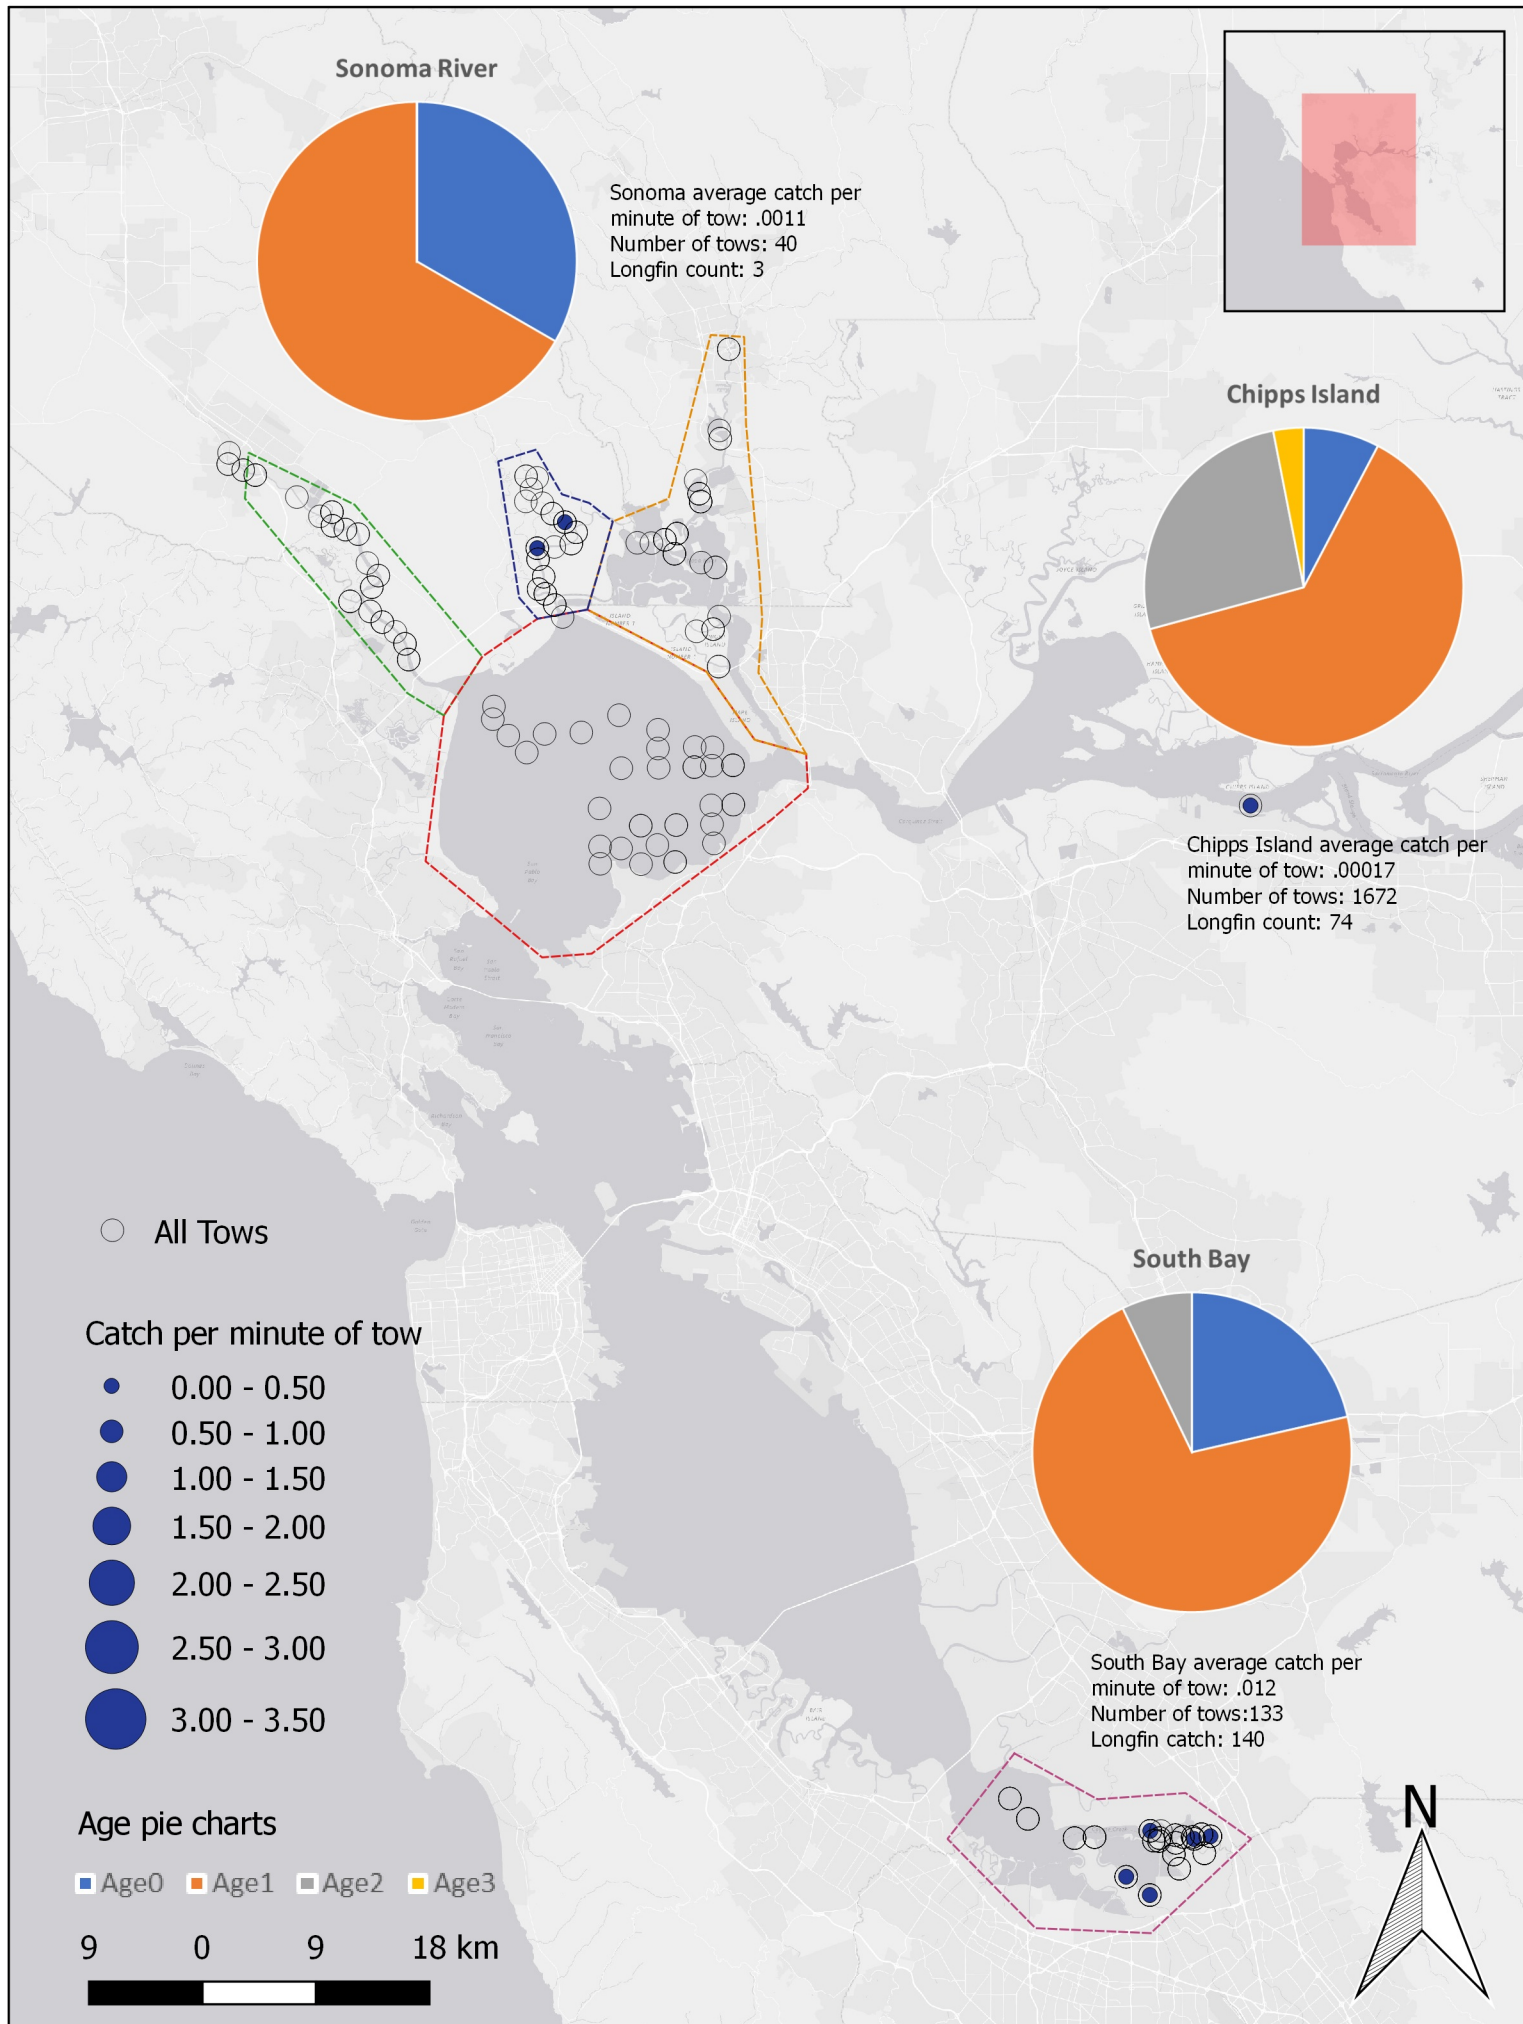 Sonoma River
Sonoma average catch per
minute of tow: .0011
Number of tows: 40
Longfin count: 3
Chipps Island
Chipps Island average catch per
minute of tow: .00017
Number of tows: 1672
Longfin count: 74
All Tows
Catch per minute of tow
0.00 - 0.50
0.50 - 1.00
1.00 - 1.50
1.50 - 2.00
2.00 - 2.50
2.50 - 3.00
3.00 - 3.50
South Bay
South Bay average catch per
minute of tow: .012
Number of tows:133
Longfin catch: 140
Age pie charts
Age0 Age1 Age2 Age3
9 0 9 18 km
N